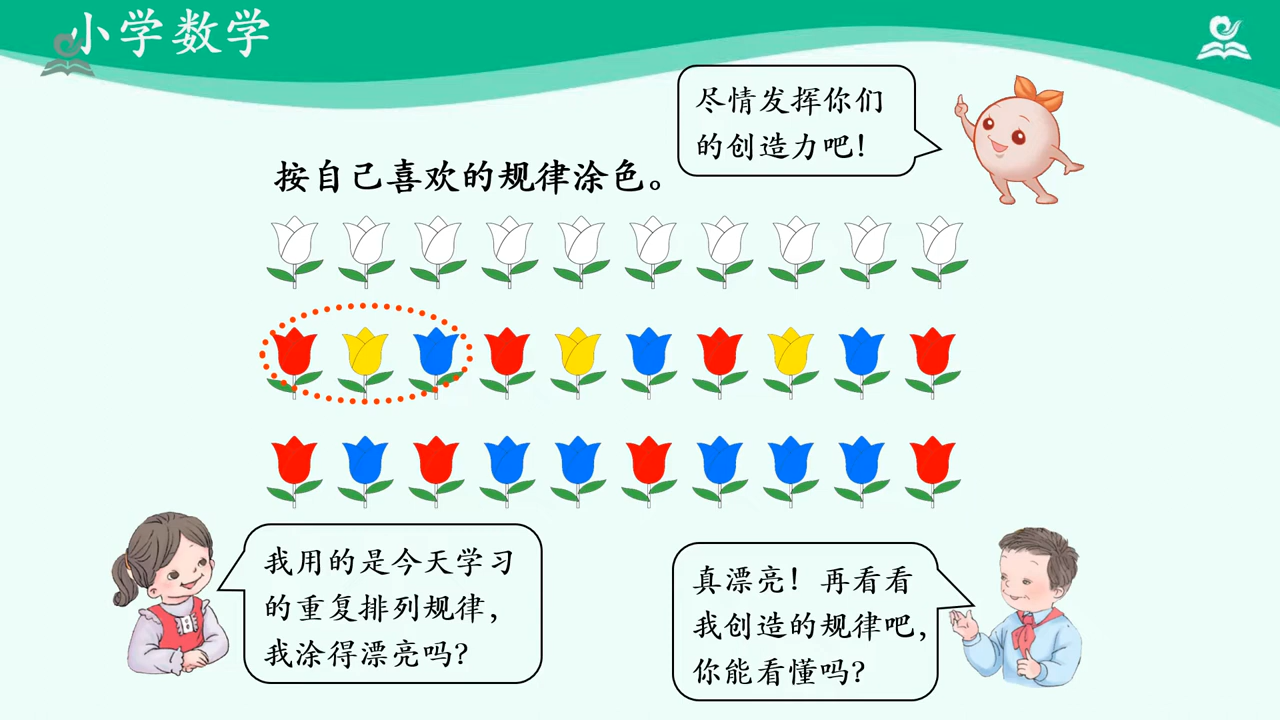 小学数学
尽情发挥你们
的创造力吧！
按自己喜欢的规律涂色。
我用的是今天学习
的重复排列规律，
我涂得漂亮吗？
真漂亮！再看看
我创造的规律吧，
你能看懂吗？